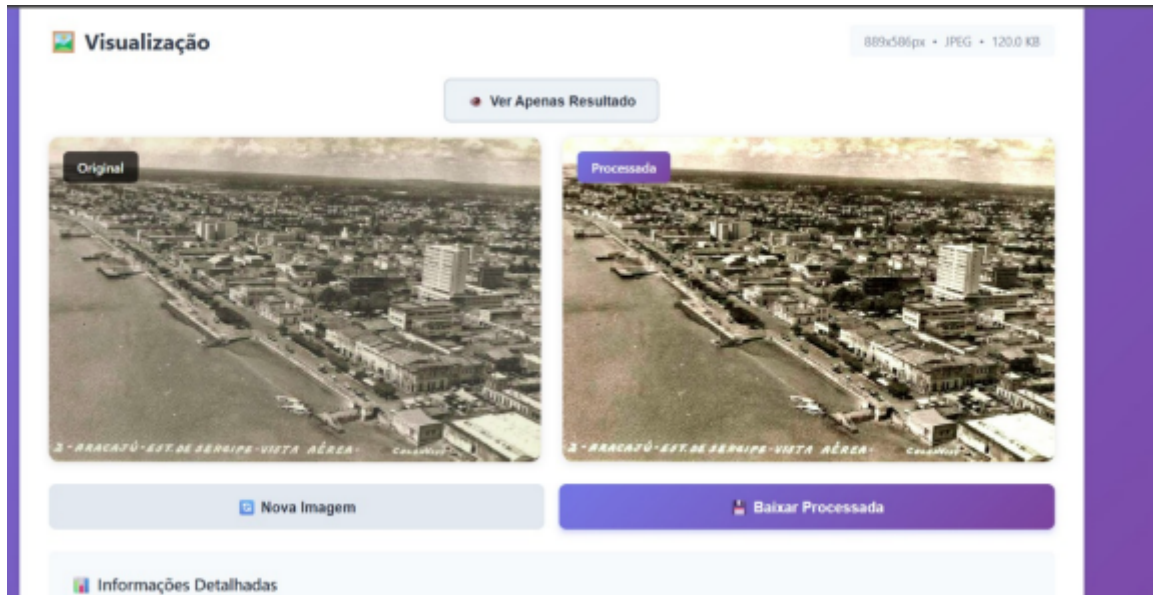 Visualização
889x586px • JPEG • 120.0 KB
Ver Apenas Resultado
Original
Processada
2-ARACAJÚ-EST. DE SERGIPE-VISTA AÉREA-
2-ARACAJÚ-EST. DE SERGIPE-VISTA AÉREA-
Nova Imagem
Baixar Processada
Informações Detalhadas